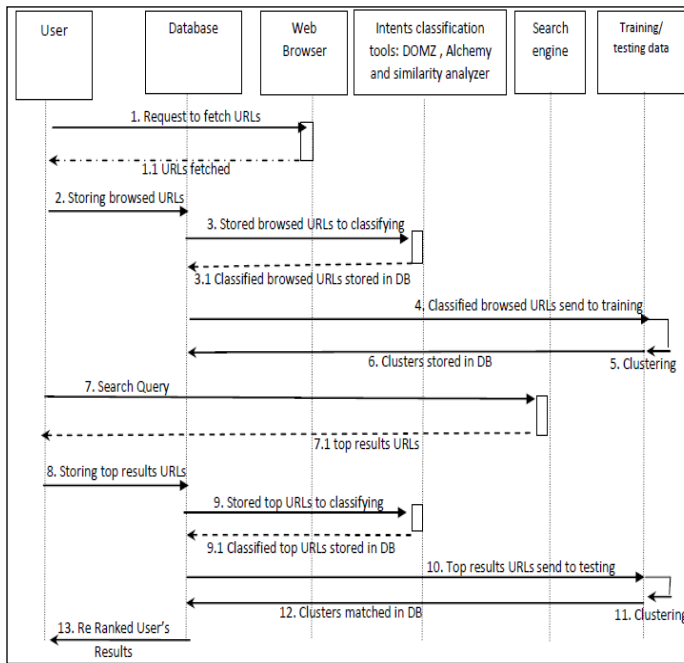 User
Database
Web
Browser
Intents classification
tools: DOMZ , Alchemy
and similarity analyzer
Search
engine
Training/
testing data
1. Request to fetch URLs
1.1 URLs fetched
2. Storing browsed URLs
3. Stored browsed URLs to classifying
3.1 Classified browsed URLs stored in DB
4. Classified browsed URLs send to training
5. Clustering
6. Clusters stored in DB
7. Search Query
7.1 top results URLs
8. Storing top results URLs
9. Stored top URLs to classifying
9.1 Classified top URLs stored in DB
10. Top results URLs send to testing
11. Clustering
12. Clusters matched in DB
13. Re Ranked User's
Results